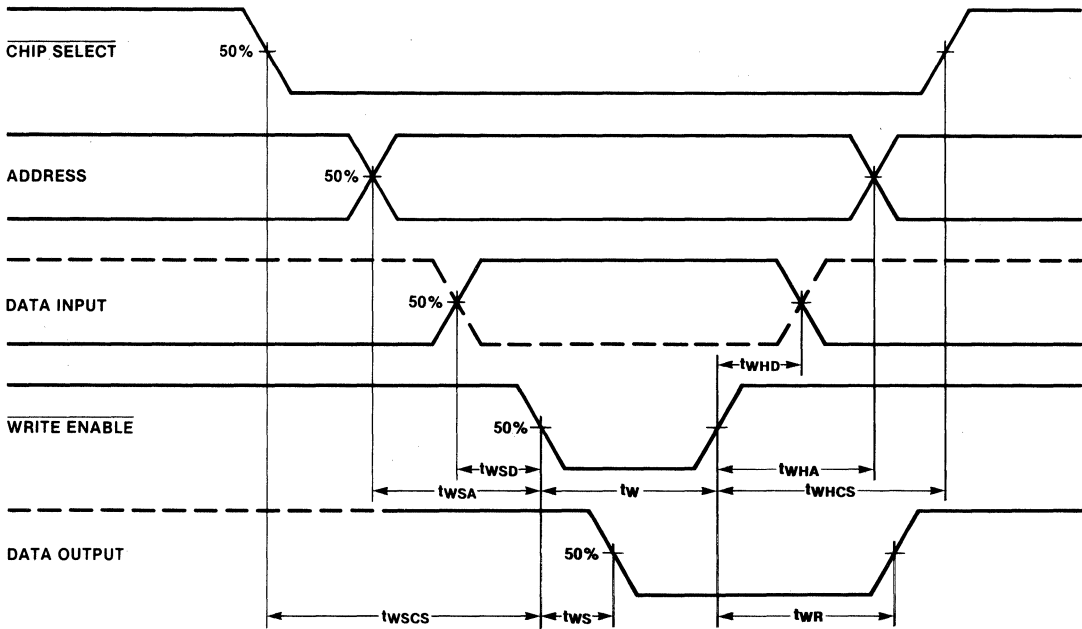 CHIP SELECT 50%
ADDRESS 50%
DATA INPUT 50%
tWHD
WRITE ENABLE 50%
tWSD tWHA
tWSA tW tWHCS
DATA OUTPUT 50%
tWSCS tWS tWR